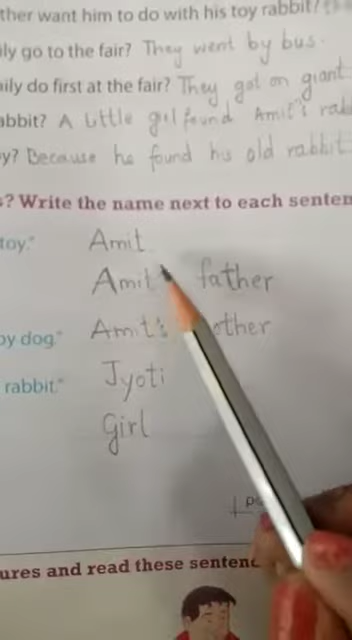 ther want him to do with his toy rabbit?
ily go to the fair? They went by bus.
ily do first at the fair? They got on giant
abbit? A little girl found Amit's rab
y? Because he found his old rabbit
s? Write the name next to each senten
toy." Amit
Amit's father
by dog." Amit's other
rabbit." Jyoti
Girl
ures and read these sentenc